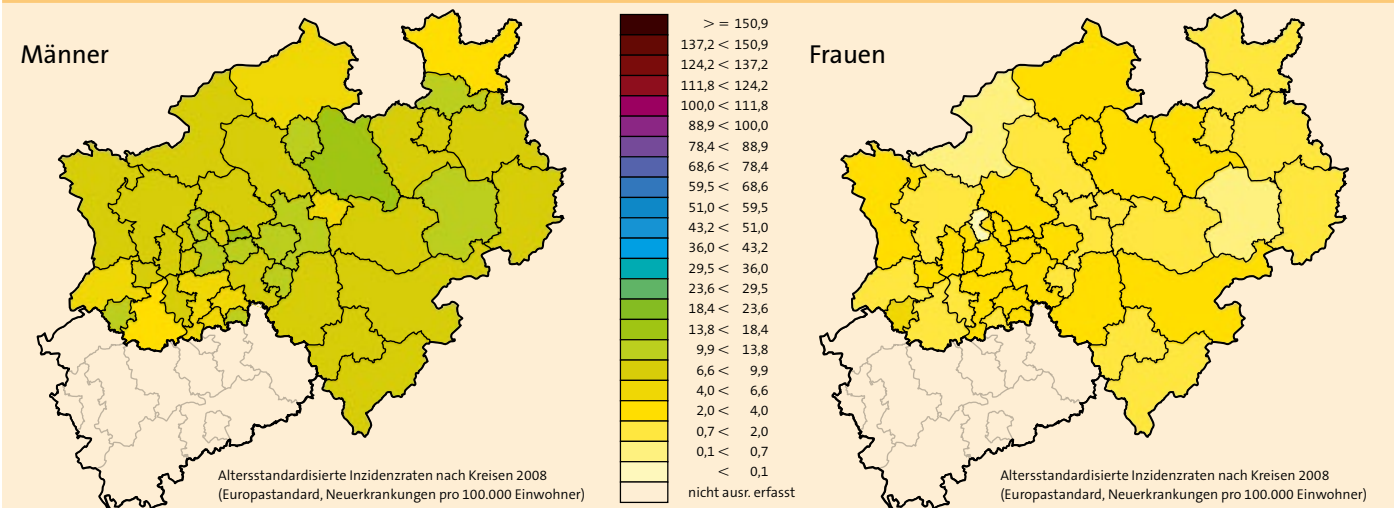 Männer
Frauen
> = 150,9
137,2 < 150,9
124,2 < 137,2
111,8 < 124,2
100,0 < 111,8
88,9 < 100,0
78,4 < 88,9
68,6 < 78,4
59,5 < 68,6
51,0 < 59,5
43,2 < 51,0
36,0 < 43,2
29,5 < 36,0
23,6 < 29,5
18,4 < 23,6
13,8 < 18,4
9,9 < 13,8
6,6 < 9,9
4,0 < 6,6
2,0 < 4,0
0,7 < 2,0
0,1 < 0,7
< 0,1
nicht ausr. erfasst
Altersstandardisierte Inzidenzraten nach Kreisen 2008
(Europastandard, Neuerkrankungen pro 100.000 Einwohner)
Altersstandardisierte Inzidenzraten nach Kreisen 2008
(Europastandard, Neuerkrankungen pro 100.000 Einwohner)